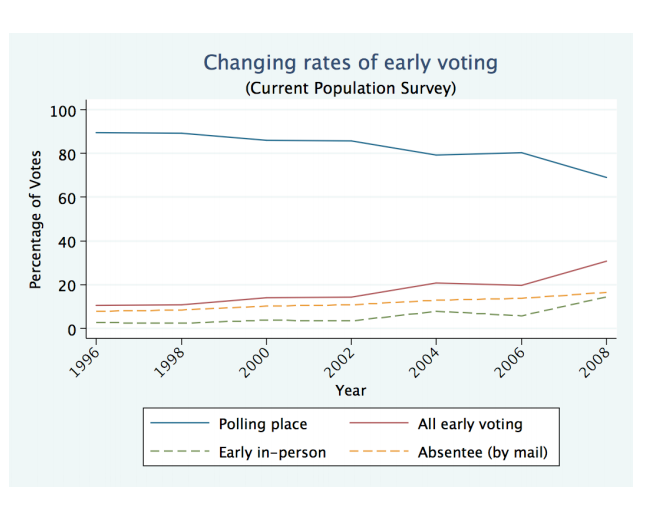 Changing rates of early voting
(Current Population Survey)
Percentage of Votes
100
80
60
40
20
0
1996
1998
2000
2002
2004
2006
2008
Year
Polling place
All early voting
Early in-person
Absentee (by mail)